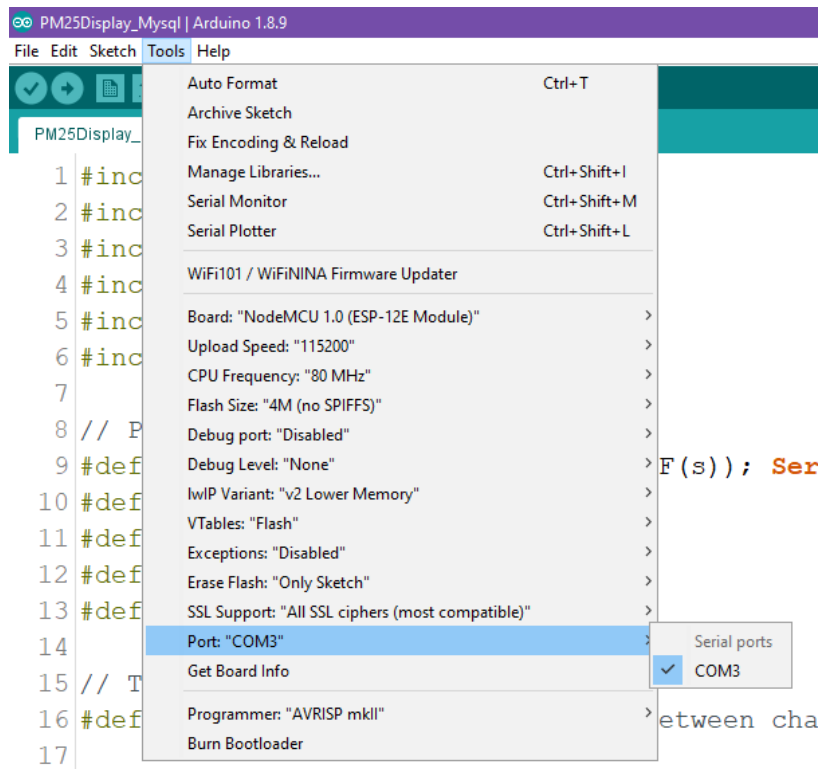 PM25Display_Mysql | Arduino 1.8.9
File Edit Sketch Tools Help
PM25Display_
Auto Format Ctrl+T
Archive Sketch
Fix Encoding & Reload
Manage Libraries... Ctrl+Shift+I
Serial Monitor Ctrl+Shift+M
Serial Plotter Ctrl+Shift+L
WiFi101 / WiFiNINA Firmware Updater
Board: "NodeMCU 1.0 (ESP-12E Module)"
Upload Speed: "115200"
CPU Frequency: "80 MHz"
Flash Size: "4M (no SPIFFS)"
Debug port: "Disabled"
Debug Level: "None"
lwIP Variant: "v2 Lower Memory"
VTables: "Flash"
Exceptions: "Disabled"
Erase Flash: "Only Sketch"
SSL Support: "All SSL ciphers (most compatible)"
Port: "COM3"
Get Board Info
Programmer: "AVRISP mkII"
Burn Bootloader
Serial ports
COM3
1 #inc
2 #inc
3 #inc
4 #inc
5 #inc
6 #inc
7
8 // P
9 #def F(s)); Ser
10 #def
11 #def
12 #def
13 #def
14
15 // T
16 #def etween cha
17